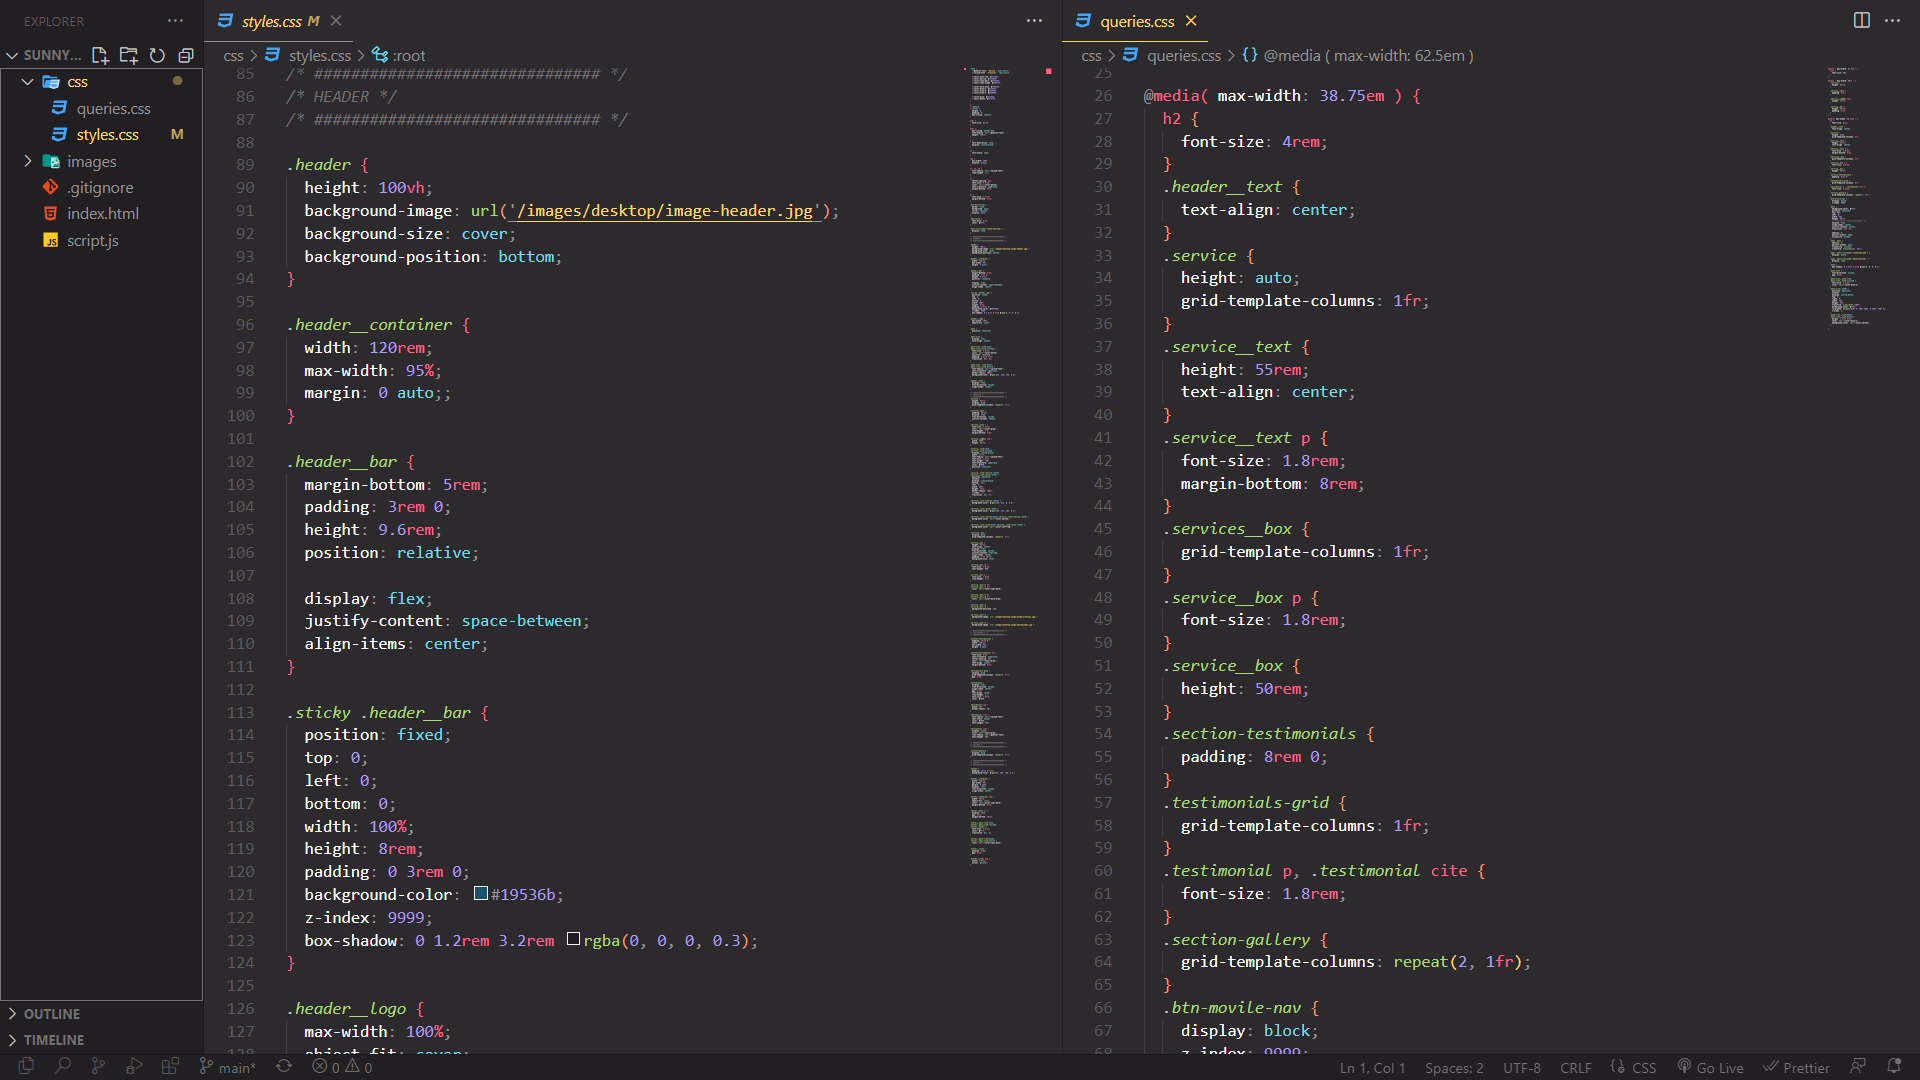 EXPLORER
SUNNY...
css
queries.css
styles.css M
images
.gitignore
index.html
script.js
OUTLINE
TIMELINE
styles.css M
css > styles.css > :root
85 /* ############################### */
86 /* HEADER */
87 /* ############################### */
88
89 .header {
90 height: 100vh;
91 background-image: url('/images/desktop/image-header.jpg');
92 background-size: cover;
93 background-position: bottom;
94 }
95
96 .header__container {
97 width: 120rem;
98 max-width: 95%;
99 margin: 0 auto;;
100 }
101
102 .header__bar {
103 margin-bottom: 5rem;
104 padding: 3rem 0;
105 height: 9.6rem;
106 position: relative;
107
108 display: flex;
109 justify-content: space-between;
110 align-items: center;
111 }
112
113 .sticky .header__bar {
114 position: fixed;
115 top: 0;
116 left: 0;
117 bottom: 0;
118 width: 100%;
119 height: 8rem;
120 padding: 0 3rem 0;
121 background-color: #19536b;
122 z-index: 9999;
123 box-shadow: 0 1.2rem 3.2rem rgba(0, 0, 0, 0.3);
124 }
125
126 .header__logo {
127 max-width: 100%;
128 object-fit: cover;
queries.css
css > queries.css > {} @media ( max-width: 62.5em )
25
26 @media( max-width: 38.75em ) {
27 h2 {
28 font-size: 4rem;
29 }
30 .header__text {
31 text-align: center;
32 }
33 .service {
34 height: auto;
35 grid-template-columns: 1fr;
36 }
37 .service__text {
38 height: 55rem;
39 text-align: center;
40 }
41 .service__text p {
42 font-size: 1.8rem;
43 margin-bottom: 8rem;
44 }
45 .services__box {
46 grid-template-columns: 1fr;
47 }
48 .service__box p {
49 font-size: 1.8rem;
50 }
51 .service__box {
52 height: 50rem;
53 }
54 .section-testimonials {
55 padding: 8rem 0;
56 }
57 .testimonials-grid {
58 grid-template-columns: 1fr;
59 }
60 .testimonial p, .testimonial cite {
61 font-size: 1.8rem;
62 }
63 .section-gallery {
64 grid-template-columns: repeat(2, 1fr);
65 }
66 .btn-movile-nav {
67 display: block;
68 z-index: 9999;
main* 0 0 Ln 1, Col 1 Spaces: 2 UTF-8 CRLF CSS Go Live Prettier